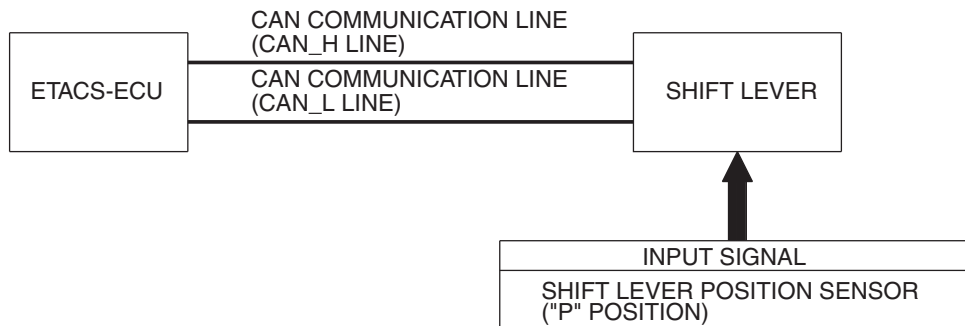 CAN COMMUNICATION LINE
(CAN_H LINE)
ETACS-ECU
CAN COMMUNICATION LINE
(CAN_L LINE)
SHIFT LEVER
INPUT SIGNAL
SHIFT LEVER POSITION SENSOR
("P" POSITION)